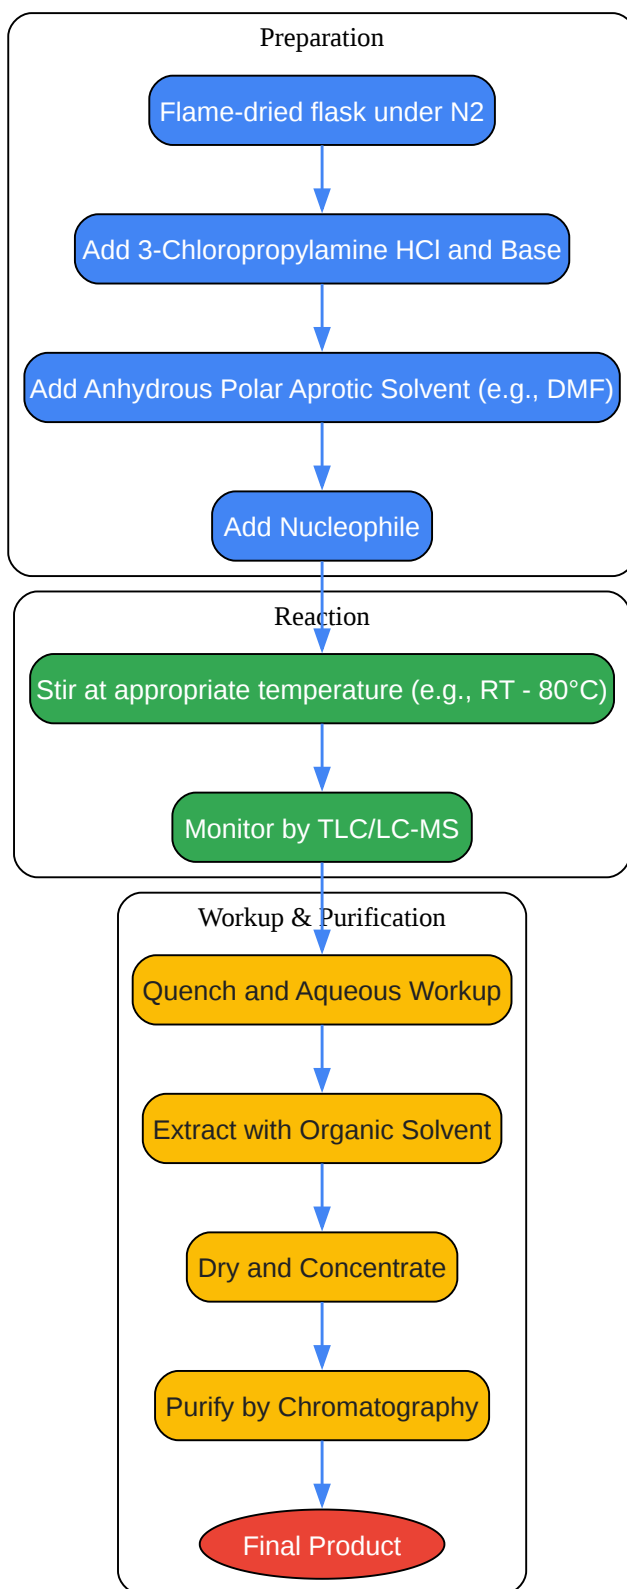 Preparation
Flame-dried flask under N2
Add 3-Chloropropylamine HCl and Base
Add Anhydrous Polar Aprotic Solvent (e.g., DMF)
Add Nucleophile
Reaction
Stir at appropriate temperature (e.g., RT - 80°C)
Monitor by TLC/LC-MS
Workup & Purification
Quench and Aqueous Workup
Extract with Organic Solvent
Dry and Concentrate
Purify by Chromatography
Final Product